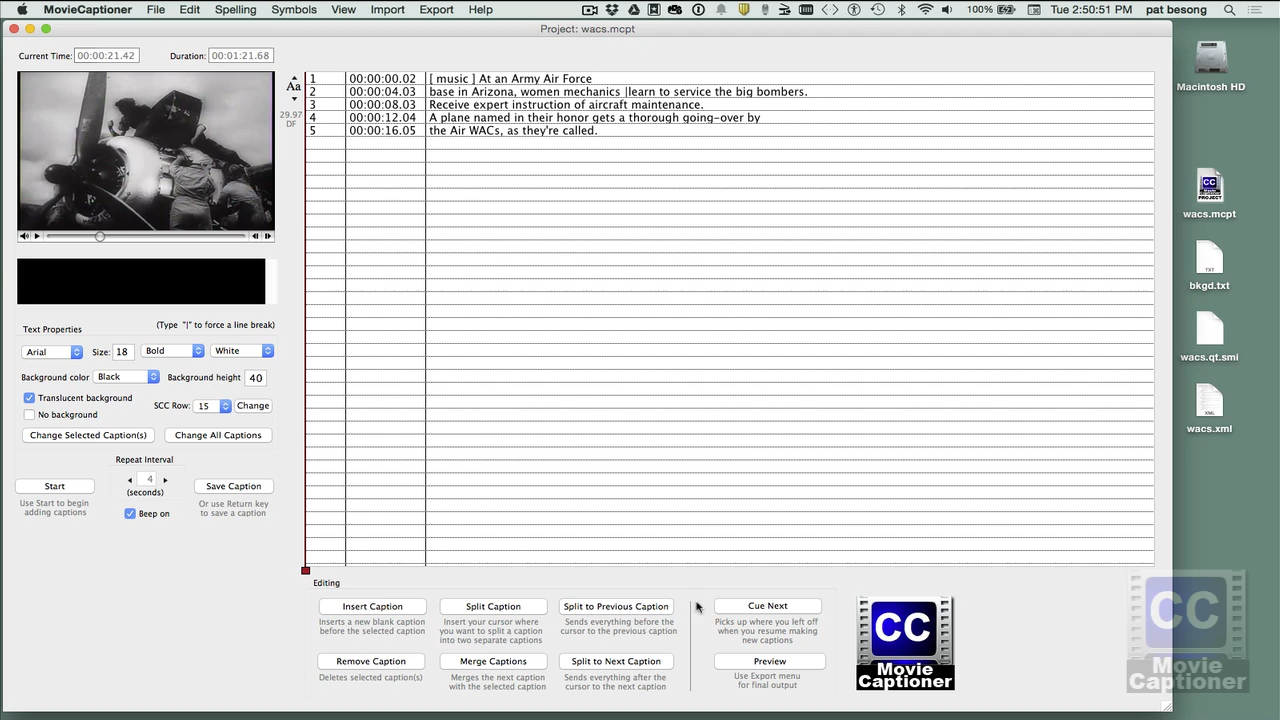 MovieCaptioner File Edit Spelling Symbols View Import Export Help 100% Tue 2:50:51 PM pat besong
Project: wacs.mcpt
Current Time: 00:00:21.42 Duration: 00:01:21.68
Aa
29.97
DF
1 00:00:00.02 [ music ] At an Army Air Force
2 00:00:04.03 base in Arizona, women mechanics |learn to service the big bombers.
3 00:00:08.03 Receive expert instruction of aircraft maintenance.
4 00:00:12.04 A plane named in their honor gets a thorough going-over by
5 00:00:16.05 the Air WACs, as they're called.
(Type "|" to force a line break)
Text Properties
Arial Size: 18 Bold White
Background color Black Background height 40
Translucent background
No background
SCC Row: 15 Change
Change Selected Caption(s) Change All Captions
Repeat Interval
4
(seconds)
Start
Use Start to begin
adding captions
Save Caption
Or use Return key
to save a caption
Beep on
Editing
Insert Caption
Inserts a new blank caption
before the selected caption
Split Caption
Insert your cursor where
you want to split a caption
into two separate captions
Split to Previous Caption
Sends everything before the
cursor to the previous caption
Cue Next
Picks up where you left off
when you resume making
new captions
Remove Caption
Deletes selected caption(s)
Merge Captions
Merges the next caption
with the selected caption
Split to Next Caption
Sends everything after the
cursor to the next caption
Preview
Use Export menu
for final output
CC
Movie
Captioner
Macintosh HD
CC
PROJECT
wacs.mcpt
TXT
bkgd.txt
wacs.qt.smi
XML
wacs.xml
CC
Movie
Captioner